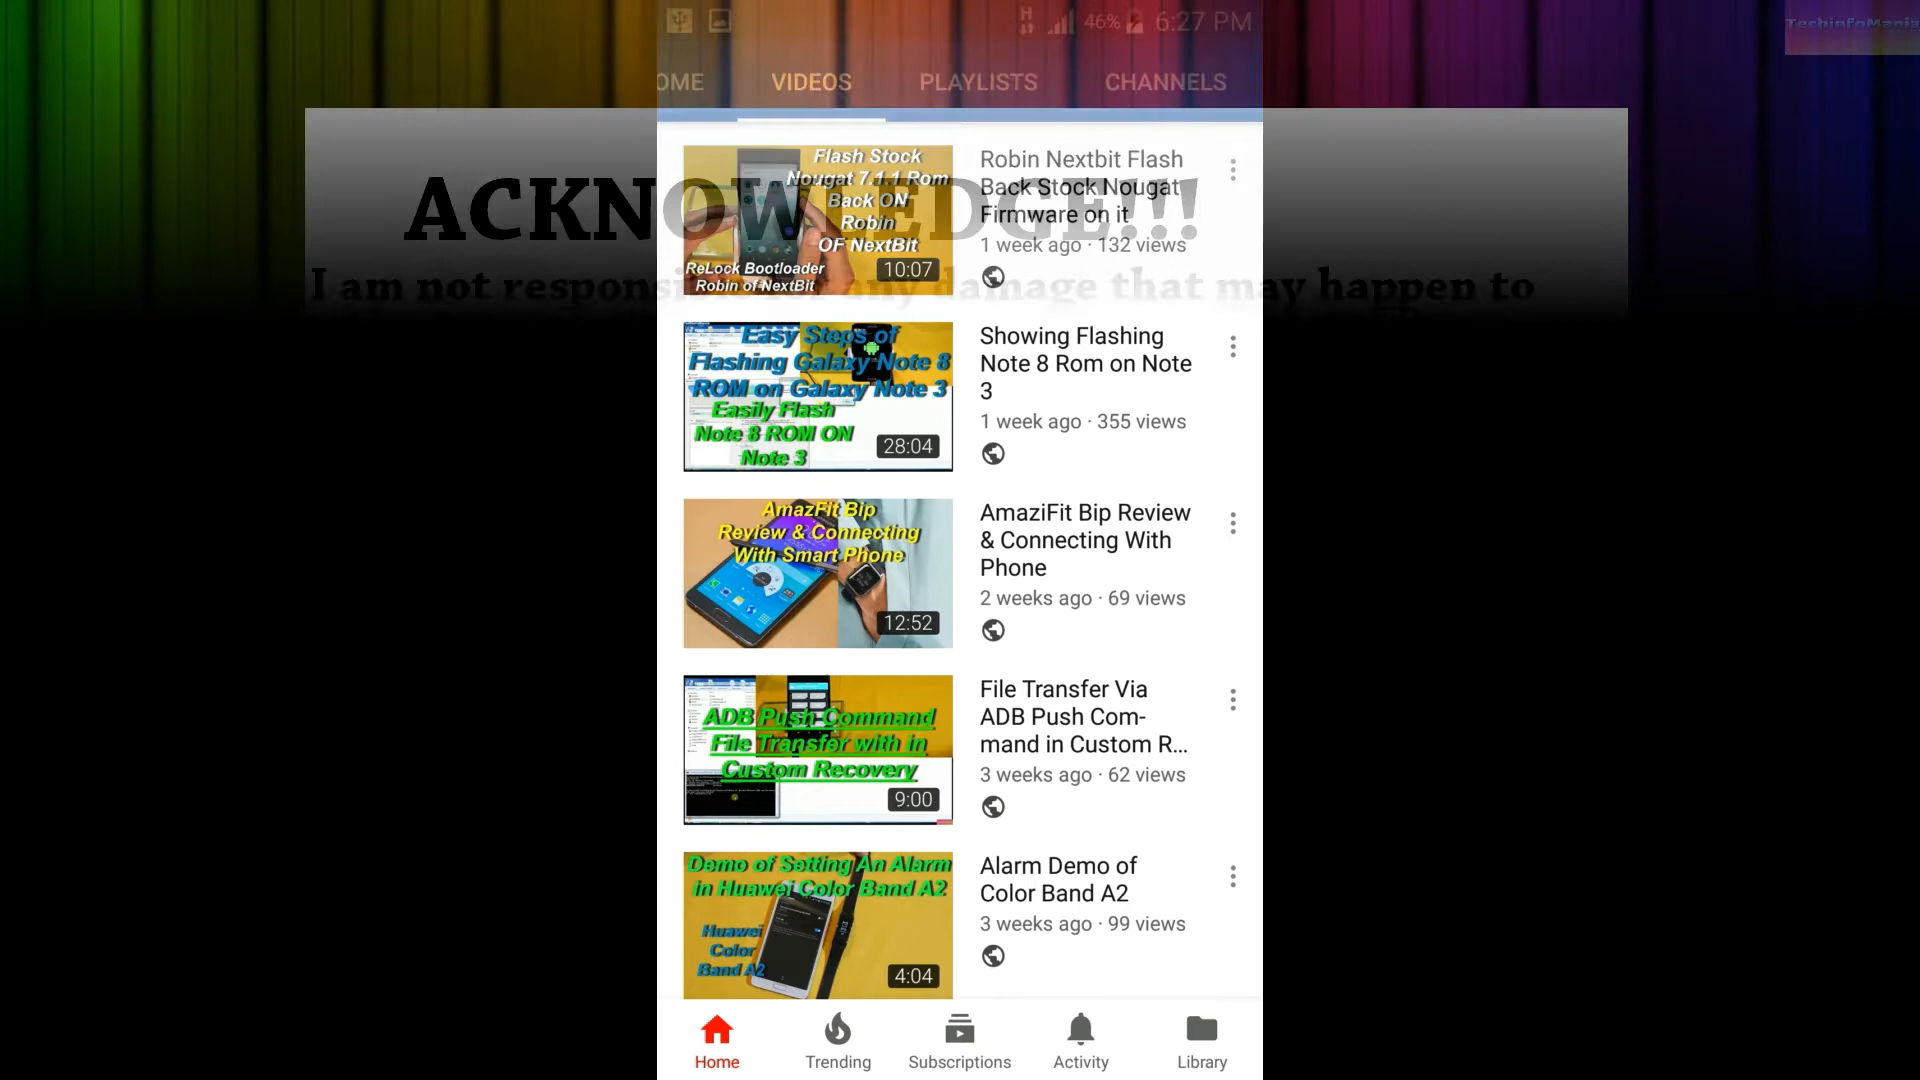 46% 6:27 PM
TechinfoMania
OME VIDEOS PLAYLISTS CHANNELS
ACKNOWLEDGE!!!
I am not responsi any damage that may happen to
Flash Stock
Nougat 7.1.1 Rom
Back ON
Robin
OF NextBit
ReLock Bootloader
Robin of NextBit
10:07
Robin Nextbit Flash
Back Stock Nougat
Firmware on it
1 week ago · 132 views
Easy Steps of
Flashing Galaxy Note 8
ROM on Galaxy Note 3
Easily Flash
Note 8 ROM ON
Note 3
28:04
Showing Flashing
Note 8 Rom on Note
3
1 week ago · 355 views
AmazFit Bip
Review & Connecting
With Smart Phone
12:52
AmaziFit Bip Review
& Connecting With
Phone
2 weeks ago · 69 views
ADB Push Command
File Transfer with in
Custom Recovery
9:00
File Transfer Via
ADB Push Com-
mand in Custom R...
3 weeks ago · 62 views
Demo of Setting An Alarm
in Huawei Color Band A2
Huawei
Color
Band A2
4:04
Alarm Demo of
Color Band A2
3 weeks ago · 99 views
Home Trending Subscriptions Activity Library